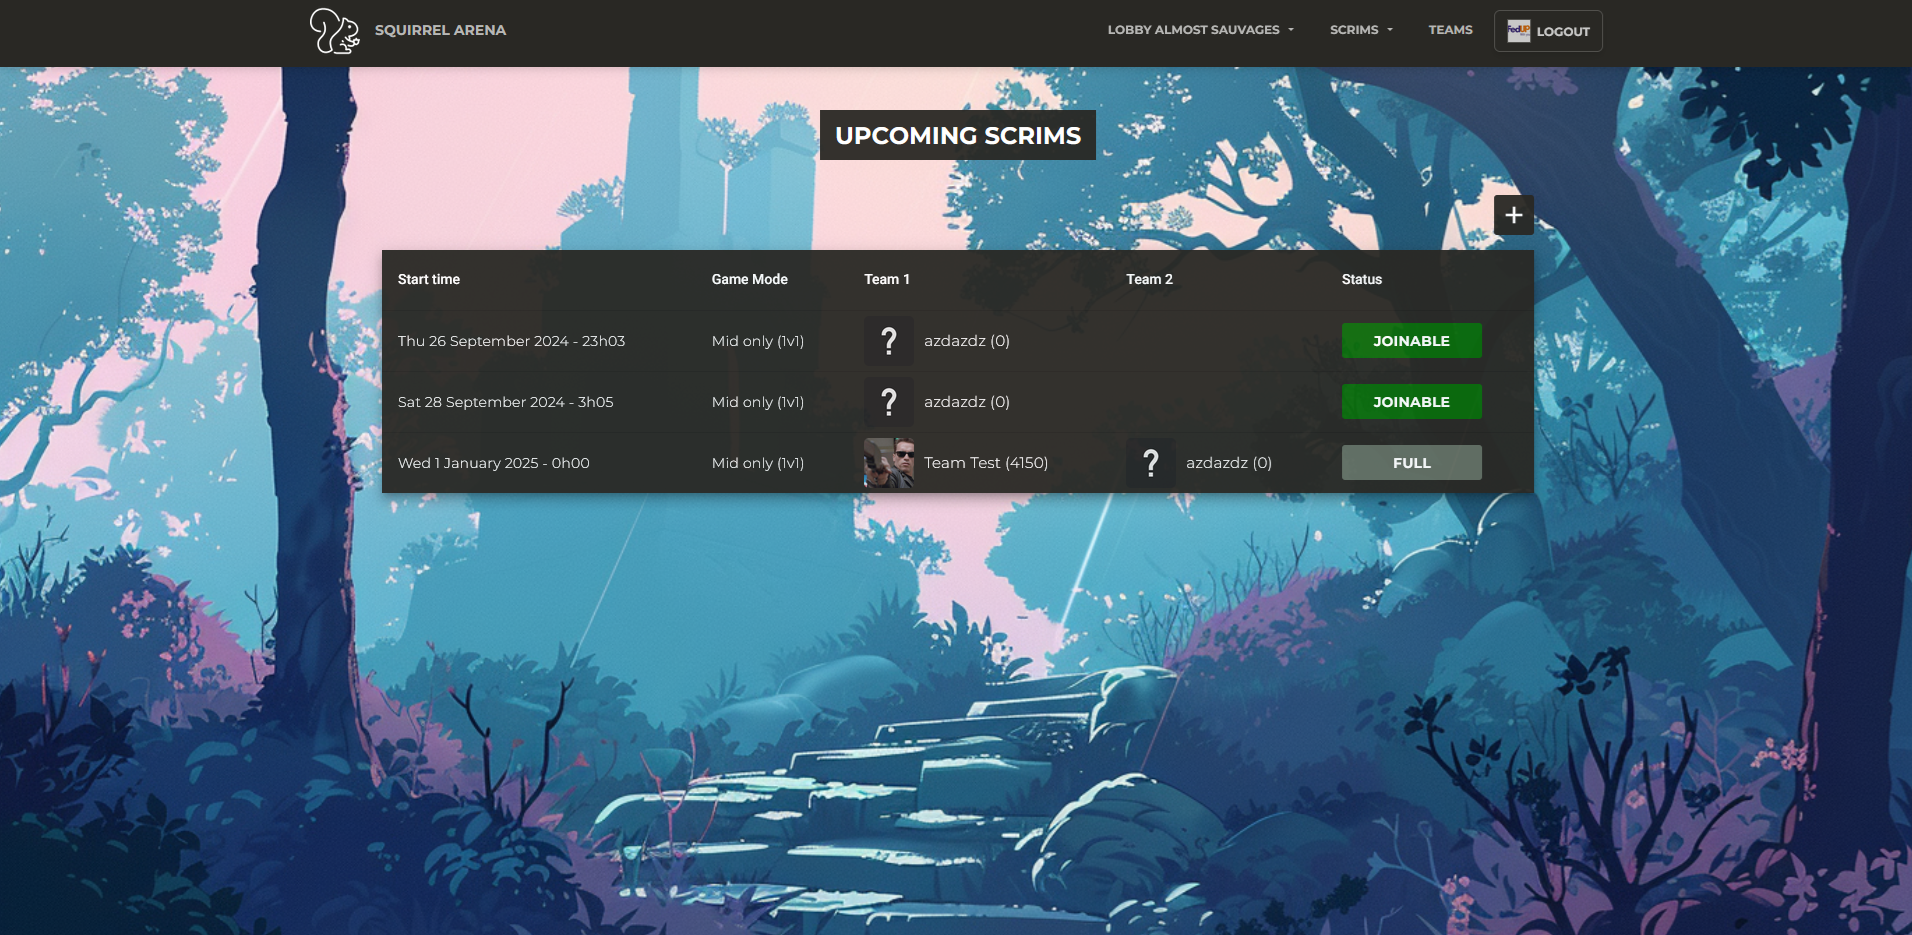 SQUIRREL ARENA
LOBBY ALMOST SAUVAGES SCRIMS TEAMS FedUP LOGOUT
UPCOMING SCRIMS
+
Start time Game Mode Team 1 Team 2 Status
Thu 26 September 2024 - 23h03 Mid only (1v1) ? azdazdz (0) JOINABLE
Sat 28 September 2024 - 3h05 Mid only (1v1) ? azdazdz (0) JOINABLE
Wed 1 January 2025 - 0h00 Mid only (1v1) Team Test (4150) ? azdazdz (0) FULL